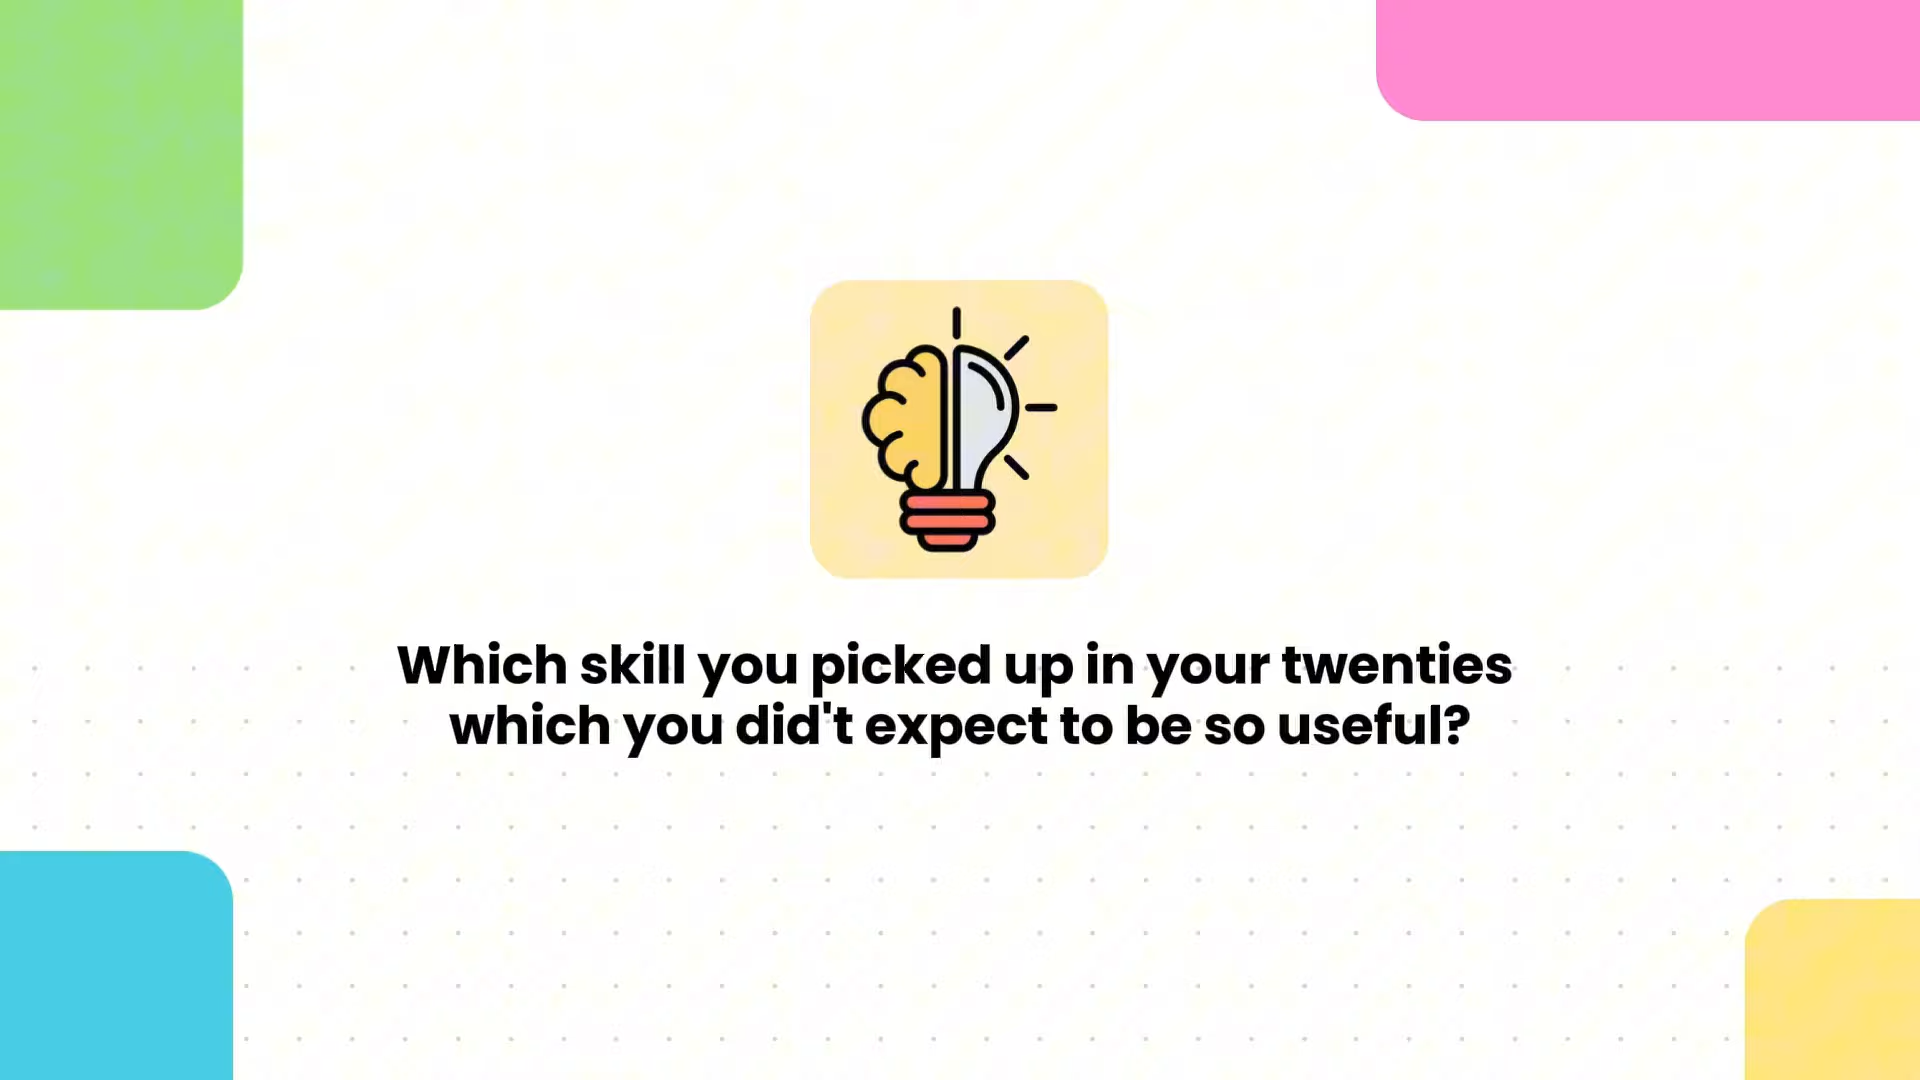 Which skill you picked up in your twenties
which you did't expect to be so useful?